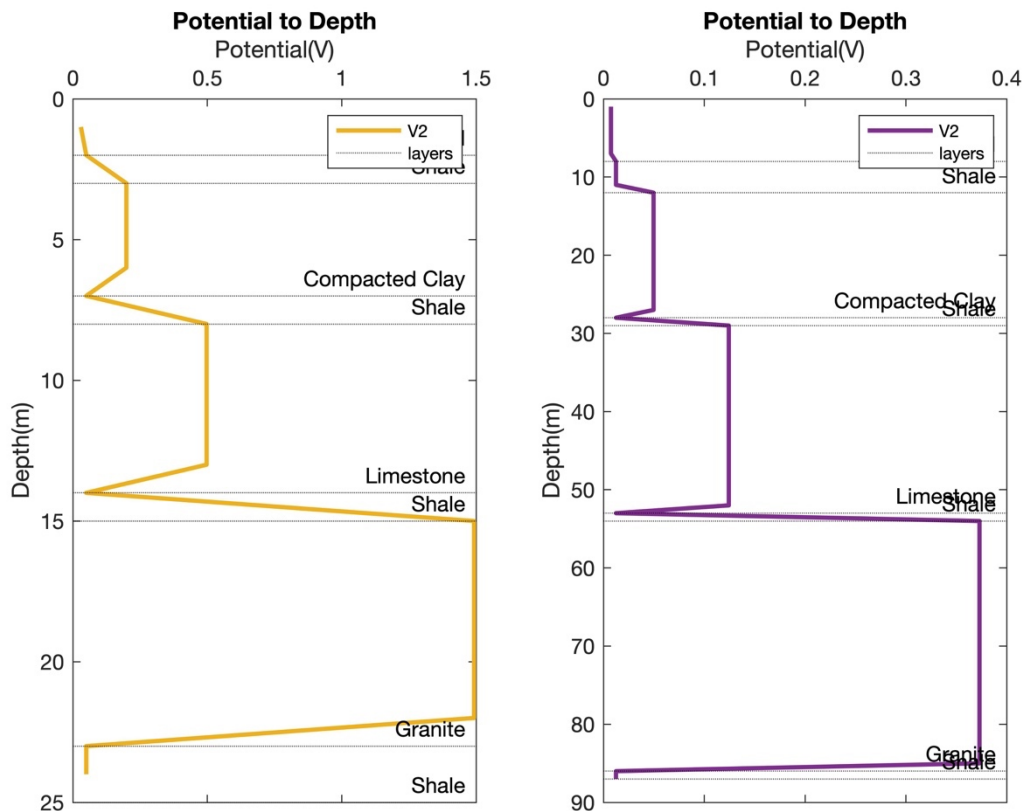 Potential to Depth
Potential(V)
0 0.5 1 1.5
0
V2
layers
Shale
5
Compacted Clay
Shale
10
Depth(m)
Limestone
Shale
15
20
Granite
Shale
25
Potential to Depth
Potential(V)
0 0.1 0.2 0.3 0.4
0
V2
layers
Shale
10
20
Compacted Clay
Shale
30
40
Depth(m)
50
Limestone
Shale
60
70
80
Granite
Shale
90